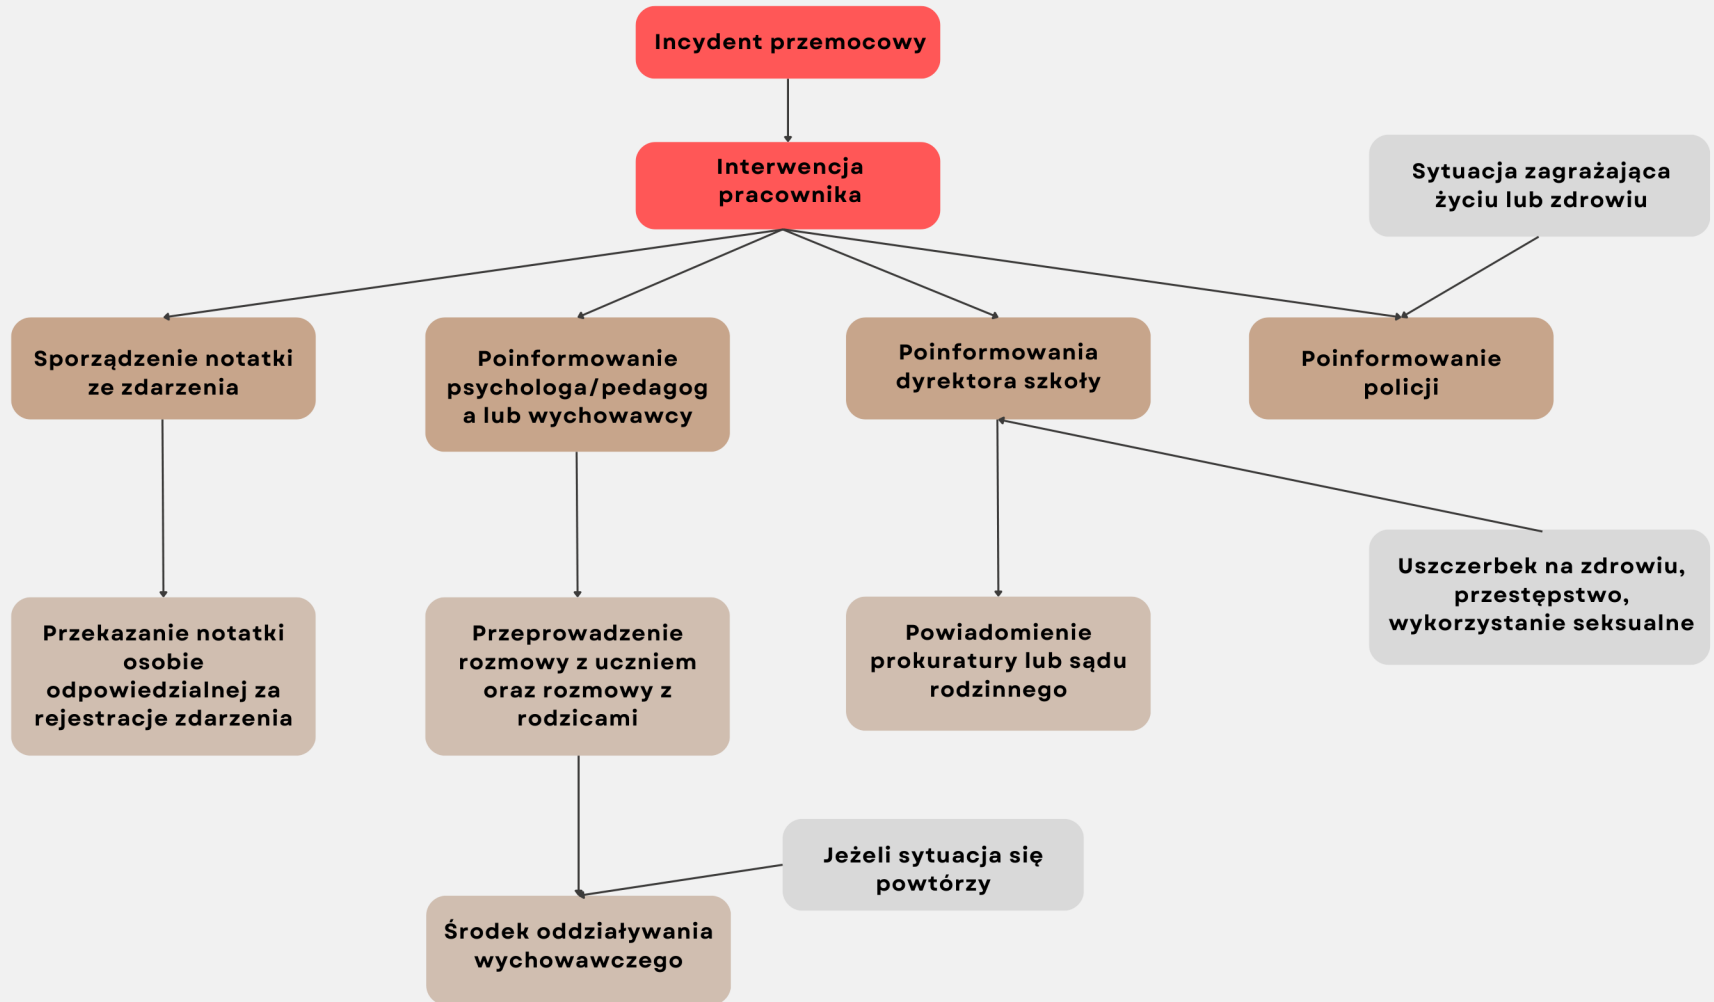 Incydent przemocowy
Interwencja
pracownika
Sytuacja zagrażająca
życiu lub zdrowiu
Sporządzenie notatki
ze zdarzenia
Poinformowanie
psychologa/pedagog
a lub wychowawcy
Poinformowania
dyrektora szkoły
Poinformowanie
policji
Uszczerbek na zdrowiu,
przestępstwo,
wykorzystanie seksualne
Przekazanie notatki
osobie
odpowiedzialnej za
rejestracje zdarzenia
Przeprowadzenie
rozmowy z uczniem
oraz rozmowy z
rodzicami
Powiadomienie
prokuratury lub sądu
rodzinnego
Jeżeli sytuacja się
powtórzy
Środek oddziaływania
wychowawczego